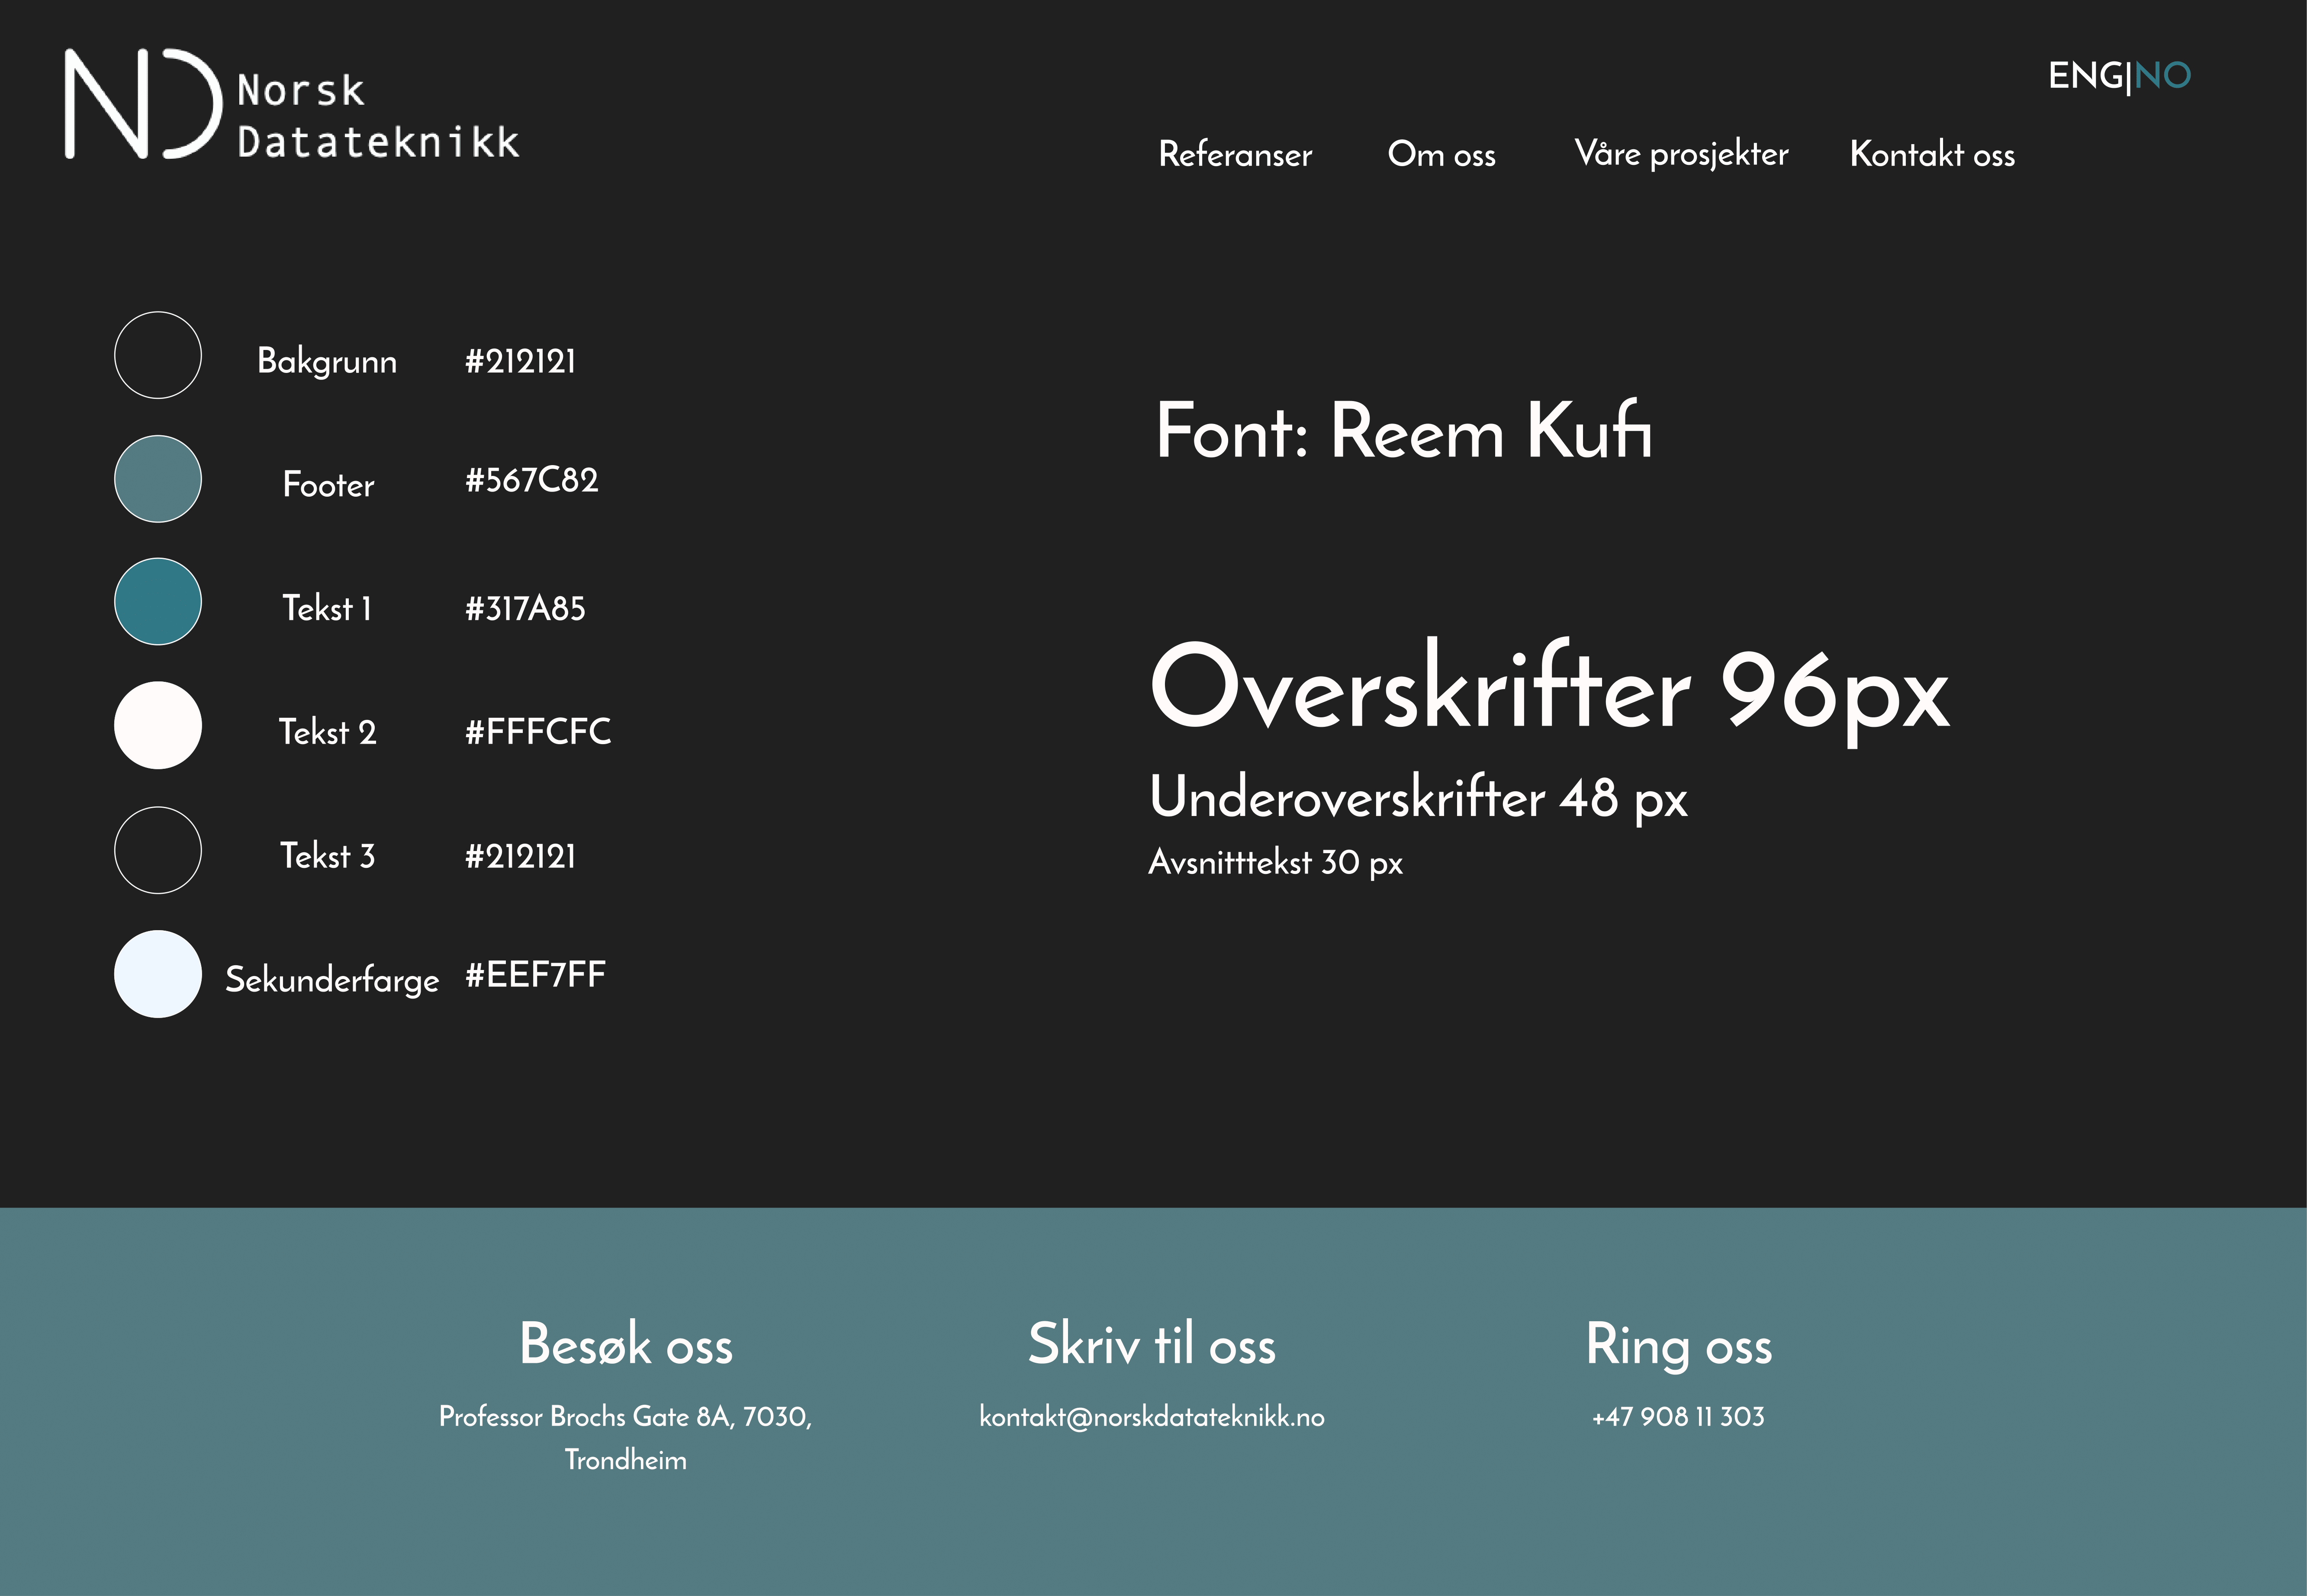 ND Norsk
Datateknikk
ENG|NO
Referanser Om oss Våre prosjekter Kontakt oss
Bakgrunn #212121
Footer #567C82
Tekst 1 #317A85
Tekst 2 #FFFCFC
Tekst 3 #212121
Sekunderfarge #EEF7FF
Font: Reem Kufi
Overskrifter 96px
Underoverskrifter 48 px
Avsnitttekst 30 px
Besøk oss
Professor Brochs Gate 8A, 7030,
Trondheim
Skriv til oss
kontakt@norskdatateknikk.no
Ring oss
+47 908 11 303